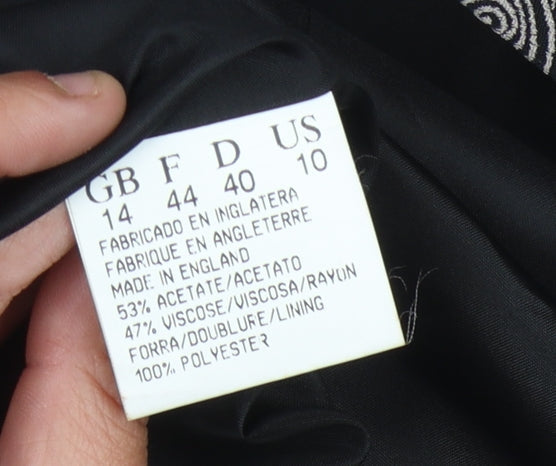 GB F D US
14 44 40 10
FABRICADO EN INGLATERA
FABRIQUE EN ANGLETERRE
MADE IN ENGLAND
53% ACETATE/ACETATO
47% VISCOSE/VISCOSA/RAYON
FORRA/DOUBLURE/LINING
100% POLYESTER